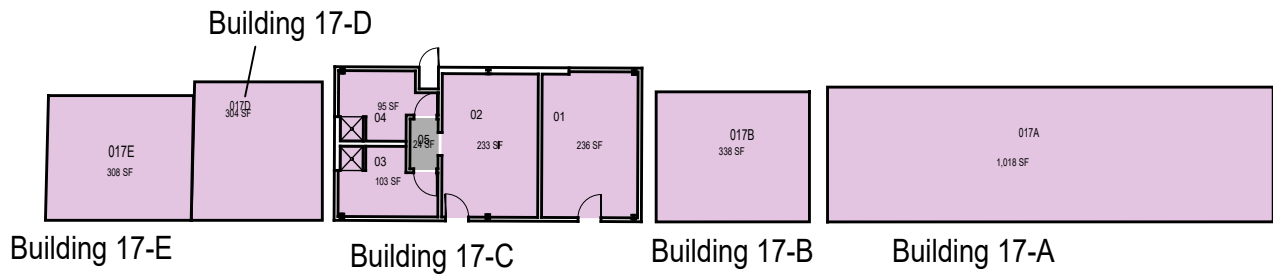 Building 17-D
017D
304 SF
017E
308 SF
95 SF
04
05
24 SF
03
103 SF
02
233 SF
01
236 SF
017B
338 SF
017A
1,018 SF
Building 17-E
Building 17-C
Building 17-B
Building 17-A